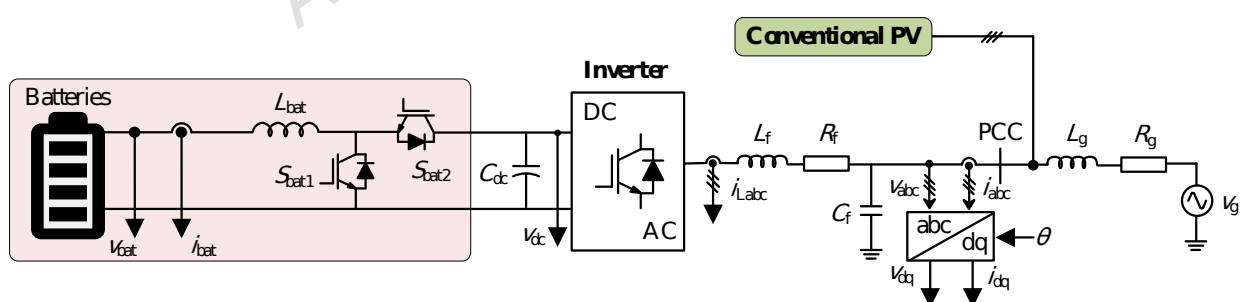 Conventional PV
Inverter
Batteries
L_bat
S_bat1
S_bat2
C_dc
v_bat
i_bat
v_dc
DC
AC
i_Labc
L_f
R_f
C_f
v_abc
i_abc
PCC
L_g
R_g
v_g
abc
dq
θ
v_dq
i_dq